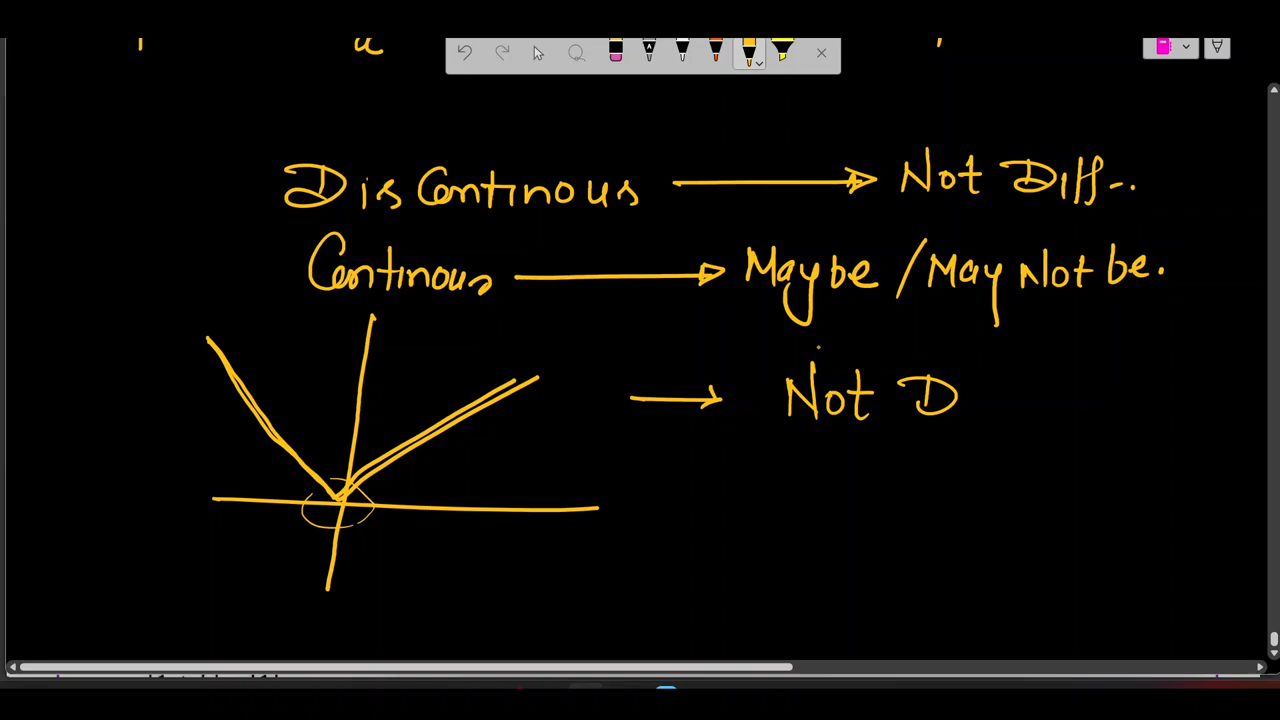 DisContinous → Not Diff..
Continous → Maybe / May Not be.
→ Not D